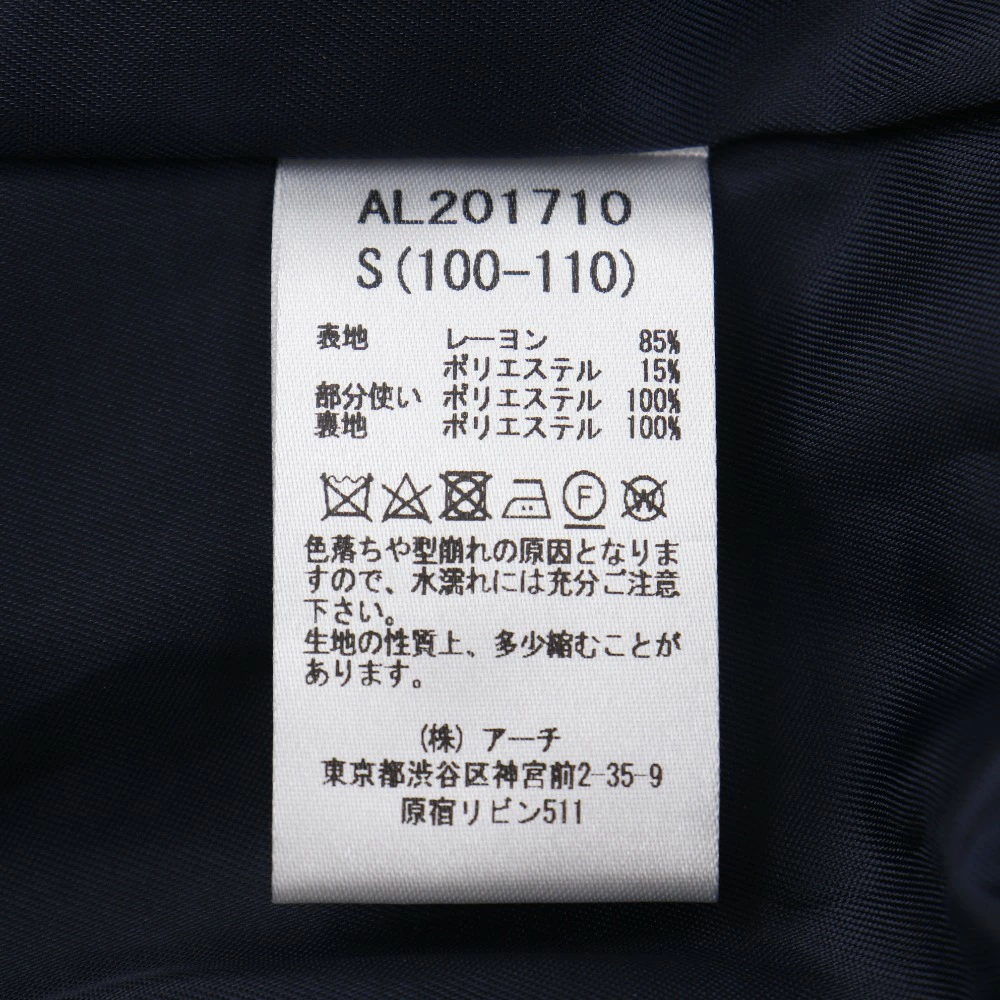 AL201710
S(100-110)
表地 レーヨン 85%
ポリエステル 15%
部分使い ポリエステル 100%
裏地 ポリエステル 100%
F W
色落ちや型崩れの原因となりま
すので、水濡れには充分ご注意
下さい。
生地の性質上、多少縮むことが
あります。
(株) アーチ
東京都渋谷区神宮前2-35-9
原宿リビン511